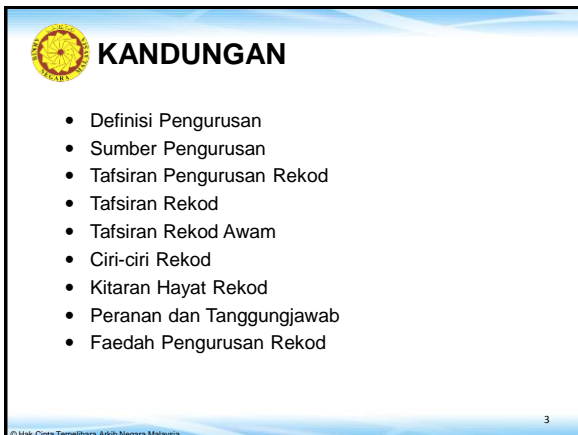 KANDUNGAN
• Definisi Pengurusan
• Sumber Pengurusan
• Tafsiran Pengurusan Rekod
• Tafsiran Rekod
• Tafsiran Rekod Awam
• Ciri-ciri Rekod
• Kitaran Hayat Rekod
• Peranan dan Tanggungjawab
• Faedah Pengurusan Rekod
3
© Hak Cipta Terpelihara Arkib Negara Malaysia